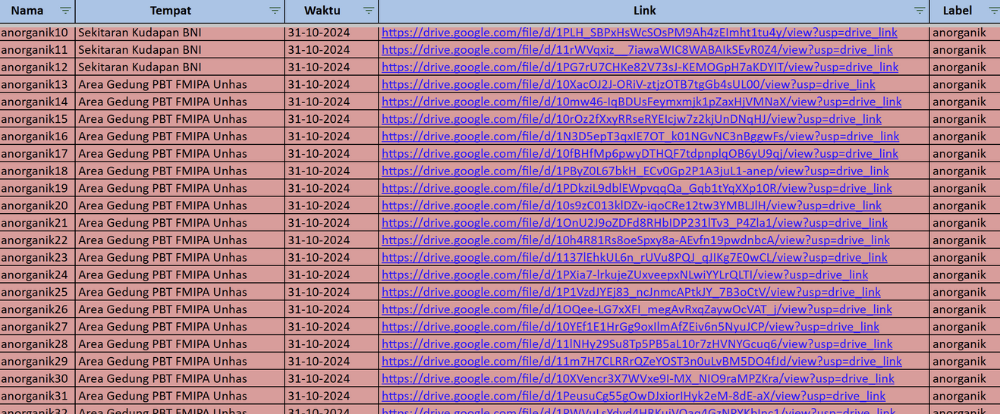 Nama Tempat Waktu Link Label
anorganik10 Sekitaran Kudapan BNI 31-10-2024 https://drive.google.com/file/d/1PLH_SBPxHsWcSOsPM9Ah4zEImht1tu4y/view?usp=drive_link anorganik
anorganik11 Sekitaran Kudapan BNI 31-10-2024 https://drive.google.com/file/d/11rWVqxiz__7iawaWIC8WABAIkSEvR0Z4/view?usp=drive_link anorganik
anorganik12 Sekitaran Kudapan BNI 31-10-2024 https://drive.google.com/file/d/1PG7rU7CHKe82V73sJ-KEMOGpH7aKDYIT/view?usp=drive_link anorganik
anorganik13 Area Gedung PBT FMIPA Unhas 31-10-2024 https://drive.google.com/file/d/10XacOJ2J-ORiV-ztjzOTB7tgGb4sUL00/view?usp=drive_link anorganik
anorganik14 Area Gedung PBT FMIPA Unhas 31-10-2024 https://drive.google.com/file/d/10mw46-IqBDUsFeymxmjk1pZaxHjVMNaX/view?usp=drive_link anorganik
anorganik15 Area Gedung PBT FMIPA Unhas 31-10-2024 https://drive.google.com/file/d/10rOz2fXxyRRseRYEIcjw7z2kjUnDNqHJ/view?usp=drive_link anorganik
anorganik16 Area Gedung PBT FMIPA Unhas 31-10-2024 https://drive.google.com/file/d/1N3D5epT3qxIE7OT_k01NGvNC3nBggwFs/view?usp=drive_link anorganik
anorganik17 Area Gedung PBT FMIPA Unhas 31-10-2024 https://drive.google.com/file/d/10fBHfMp6pwyDTHQF7tdpnplqOB6yU9qj/view?usp=drive_link anorganik
anorganik18 Area Gedung PBT FMIPA Unhas 31-10-2024 https://drive.google.com/file/d/1PByZ0L67bkH_ECv0Gp2P1A3juL1-anep/view?usp=drive_link anorganik
anorganik19 Area Gedung PBT FMIPA Unhas 31-10-2024 https://drive.google.com/file/d/1PDkziL9dblEWpvqqQa_Gqb1tYqXXp10R/view?usp=drive_link anorganik
anorganik20 Area Gedung PBT FMIPA Unhas 31-10-2024 https://drive.google.com/file/d/10s9zC013klDZv-iqoCRe12tw3YMBLJlH/view?usp=drive_link anorganik
anorganik21 Area Gedung PBT FMIPA Unhas 31-10-2024 https://drive.google.com/file/d/1OnU2J9oZDFd8RHbIDP231lTv3_P4Zla1/view?usp=drive_link anorganik
anorganik22 Area Gedung PBT FMIPA Unhas 31-10-2024 https://drive.google.com/file/d/10h4R81Rs8oeSpxy8a-AEvfn19pwdnbcA/view?usp=drive_link anorganik
anorganik23 Area Gedung PBT FMIPA Unhas 31-10-2024 https://drive.google.com/file/d/1137lEhkUL6n_rUVu8PQJ_qJIKg7E0wCL/view?usp=drive_link anorganik
anorganik24 Area Gedung PBT FMIPA Unhas 31-10-2024 https://drive.google.com/file/d/1PXia7-lrkujeZUxveepxNLwiYYLrQLTl/view?usp=drive_link anorganik
anorganik25 Area Gedung PBT FMIPA Unhas 31-10-2024 https://drive.google.com/file/d/1P1VzdJYEj83_ncJnmcAPtkJY_7B3oCtV/view?usp=drive_link anorganik
anorganik26 Area Gedung PBT FMIPA Unhas 31-10-2024 https://drive.google.com/file/d/1OQee-LG7xXFI_megAvRxqZaywOcVAT_j/view?usp=drive_link anorganik
anorganik27 Area Gedung PBT FMIPA Unhas 31-10-2024 https://drive.google.com/file/d/10YEf1E1HrGg9oxIlmAfZEiv6n5NyuJCP/view?usp=drive_link anorganik
anorganik28 Area Gedung PBT FMIPA Unhas 31-10-2024 https://drive.google.com/file/d/11lNHy29Su8Tp5PB5aL10r7zHVNYGcuq6/view?usp=drive_link anorganik
anorganik29 Area Gedung PBT FMIPA Unhas 31-10-2024 https://drive.google.com/file/d/11m7H7CLRRrQZeYOST3n0uLvBM5DO4fJd/view?usp=drive_link anorganik
anorganik30 Area Gedung PBT FMIPA Unhas 31-10-2024 https://drive.google.com/file/d/10XVencr3X7WVxe9I-MX_NIO9raMPZKra/view?usp=drive_link anorganik
anorganik31 Area Gedung PBT FMIPA Unhas 31-10-2024 https://drive.google.com/file/d/1PeusuCg55gOwDJxiorIHyk2eM-8dE-aX/view?usp=drive_link anorganik
anorganik32 Area Gedung PBT FMIPA Unhas 31-10-2024 anorganik